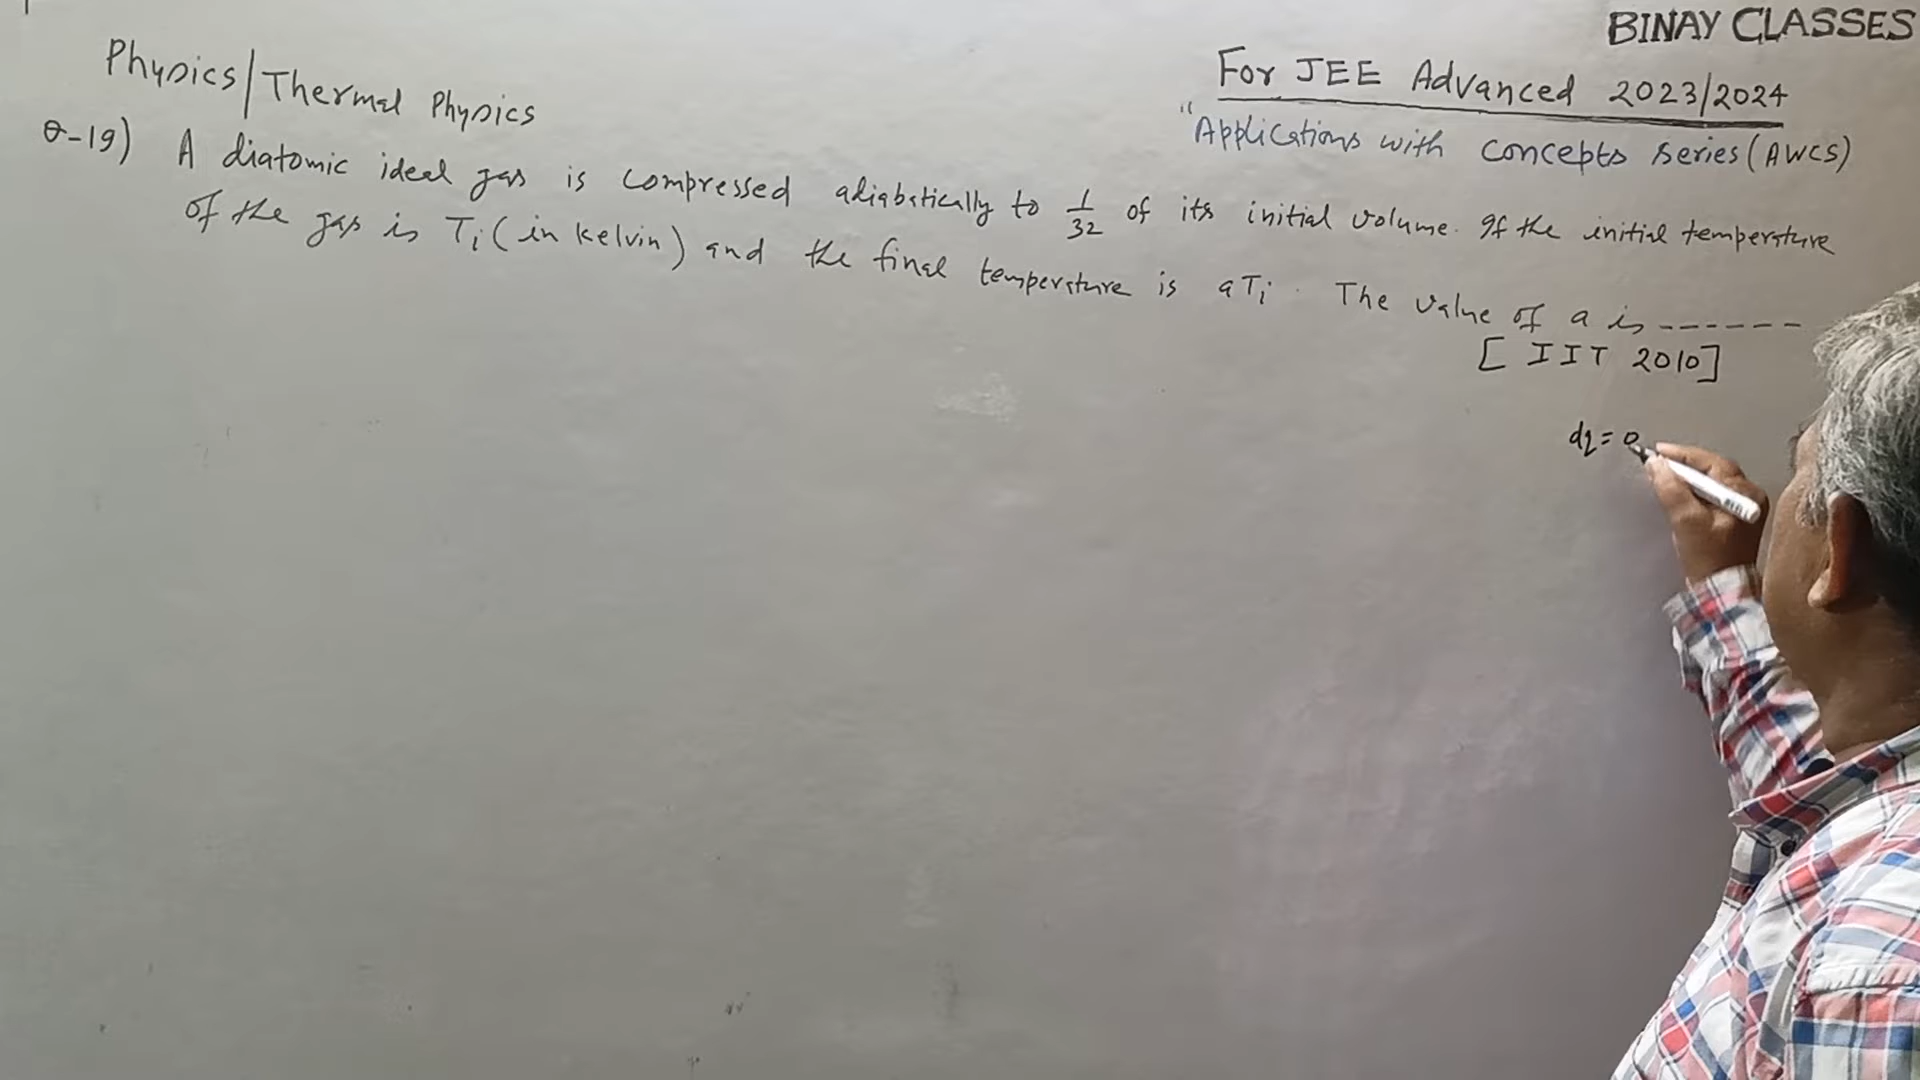 BINAY CLASSES
Physics/Thermal Physics
For JEE Advanced 2023/2024
"Applications with concepts series (AWCS)
Q-19) A diatomic ideal gas is compressed adiabatically to 1/32 of its initial volume. If the initial temperature
of the gas is Ti (in kelvin) and the final temperature is aTi. The value of a is ------
[IIT 2010]
dq = 0